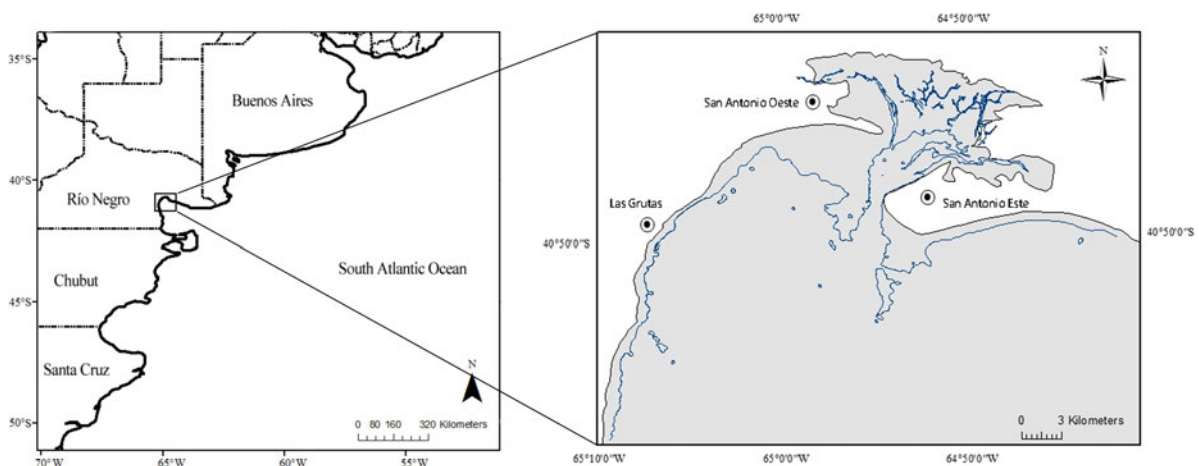 35°S
40°S
45°S
50°S
70°W
65°W
60°W
55°W
Buenos Aires
Río Negro
Chubut
Santa Cruz
South Atlantic Ocean
N
0 80 160 320 Kilometers
65°0'0"W
64°50'0"W
N
San Antonio Oeste
San Antonio Este
Las Grutas
40°50'0"S
40°50'0"S
0 3 Kilometers
65°10'0"W
65°0'0"W
64°50'0"W